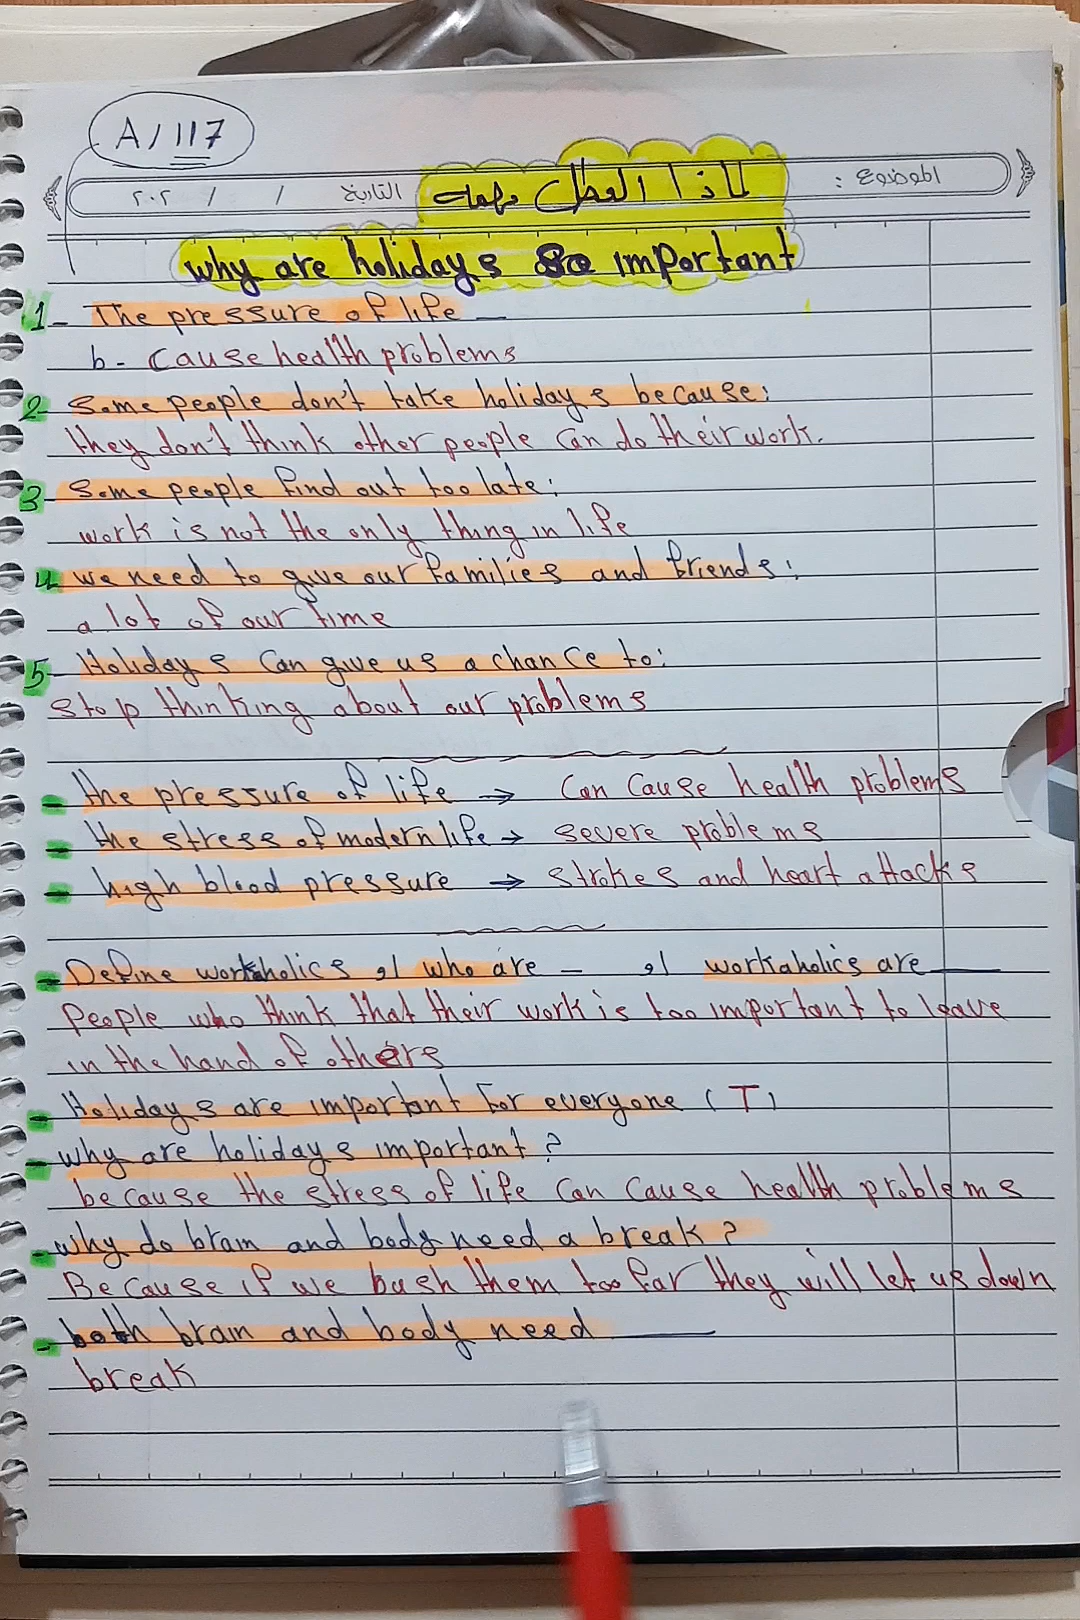 A/117
الموضوع : لماذا العطل مهمة التاريخ / / ٢٠٢
why are holidays so important
1- The pressure of life —
b- cause health problems
2- Some people don't take holidays because:
they don't think other people can do their work.
3- Some people find out too late:
work is not the only thing in life
4- we need to give our families and friends:
a lot of our time
5- Holidays can give us a chance to:
stop thinking about our problems
- the pressure of life → can cause health problems
- the stress of modern life → severe problems
- high blood pressure → strokes and heart attacks
- Define workaholics او who are — او workaholics are —
People who think that their work is too important to leave
in the hand of others
- Holidays are important for everyone (T)
- why are holidays important?
because the stress of life can cause health problems
- why do brain and body need a break?
Because if we bush them too far they will let us down
- both brain and body need —
break